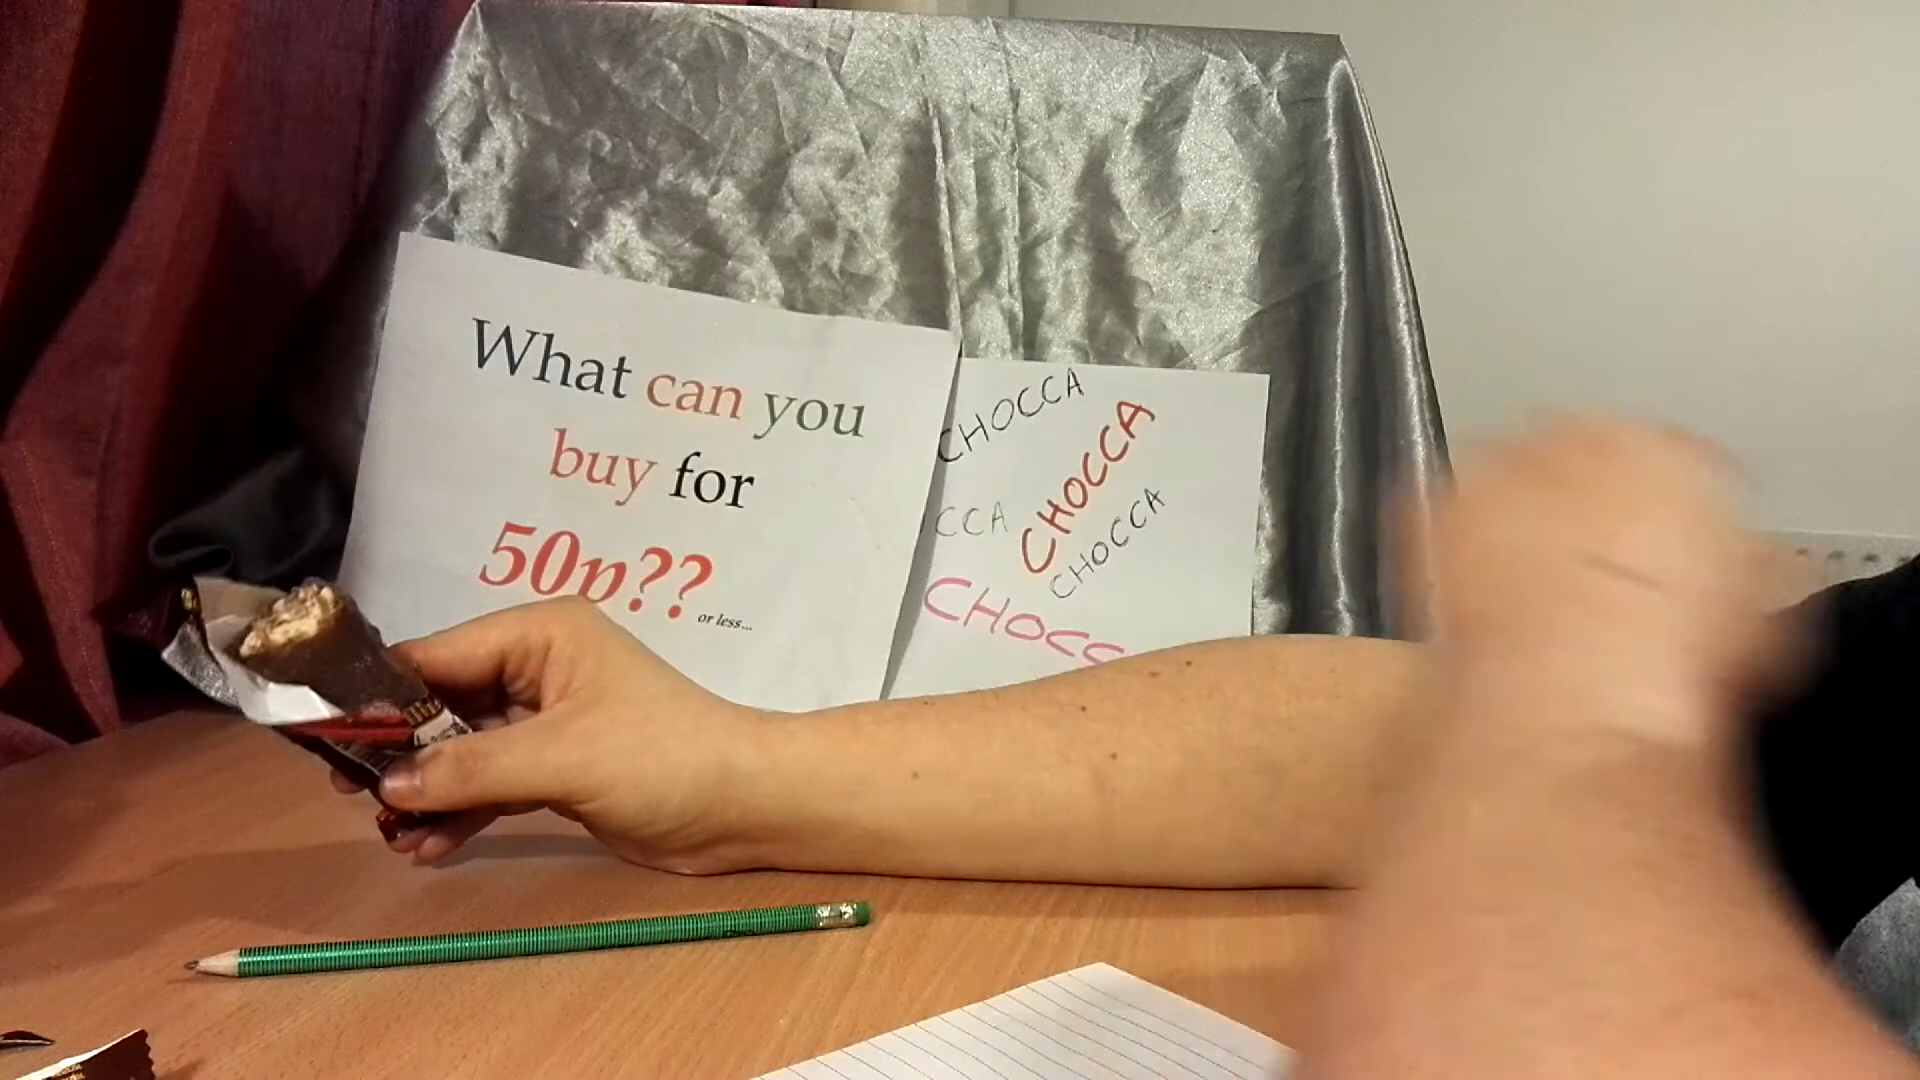 What can you
buy for
50p??
or less...
CHOCCA
CHOCCA
CCA
CHOCCA
CHOCC